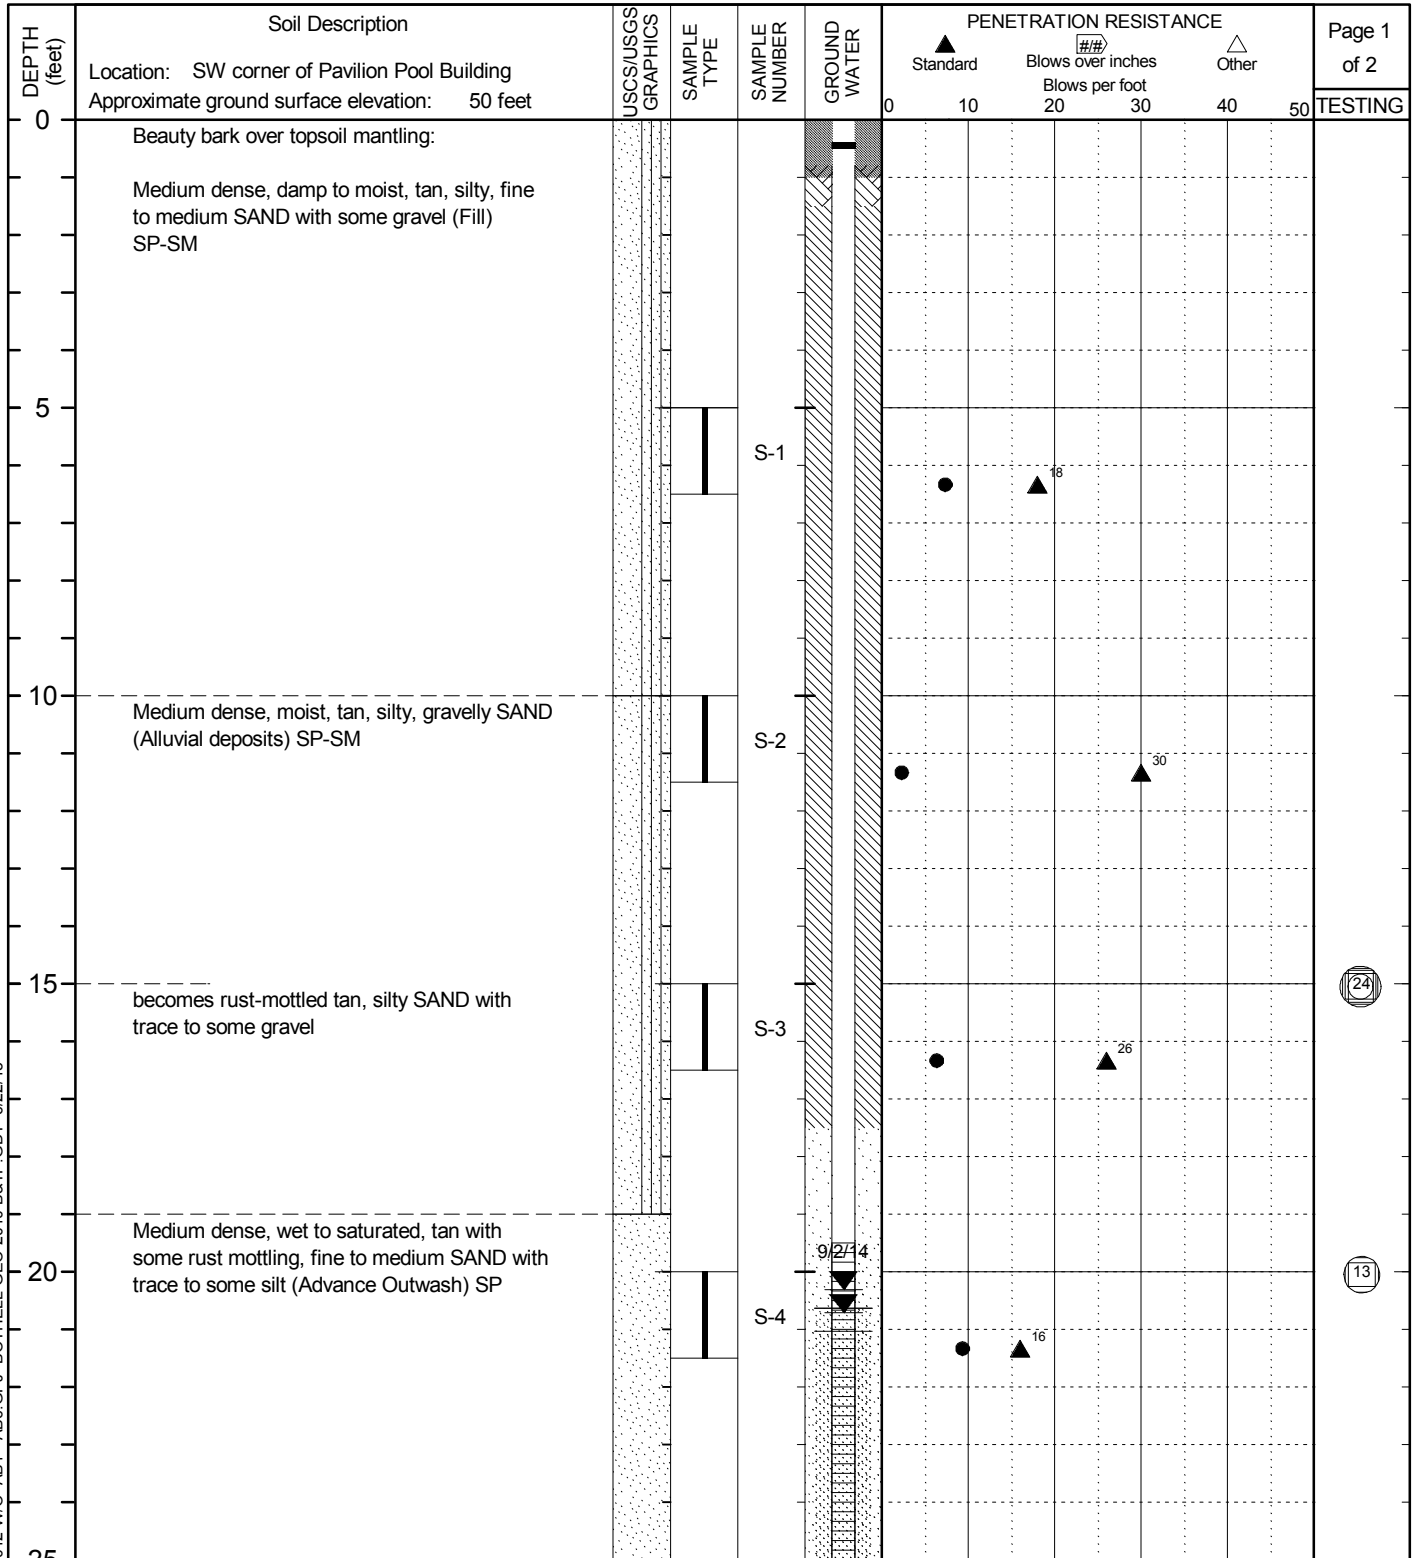 DEPTH
(feet)
Soil Description
Location: SW corner of Pavilion Pool Building
Approximate ground surface elevation: 50 feet
USCS/USGS
GRAPHICS
SAMPLE
TYPE
SAMPLE
NUMBER
GROUND
WATER
PENETRATION RESISTANCE
Standard
#/#
Blows over inches
Other
Blows per foot
0 10 20 30 40 50
Page 1
of 2
TESTING
0
Beauty bark over topsoil mantling:
Medium dense, damp to moist, tan, silty, fine
to medium SAND with some gravel (Fill)
SP-SM
5
S-1
18
10
Medium dense, moist, tan, silty, gravelly SAND
(Alluvial deposits) SP-SM
S-2
30
15
becomes rust-mottled tan, silty SAND with
trace to some gravel
S-3
24
26
Medium dense, wet to saturated, tan with
some rust mottling, fine to medium SAND with
trace to some silt (Advance Outwash) SP
9/2/14
20
13
S-4
16
25